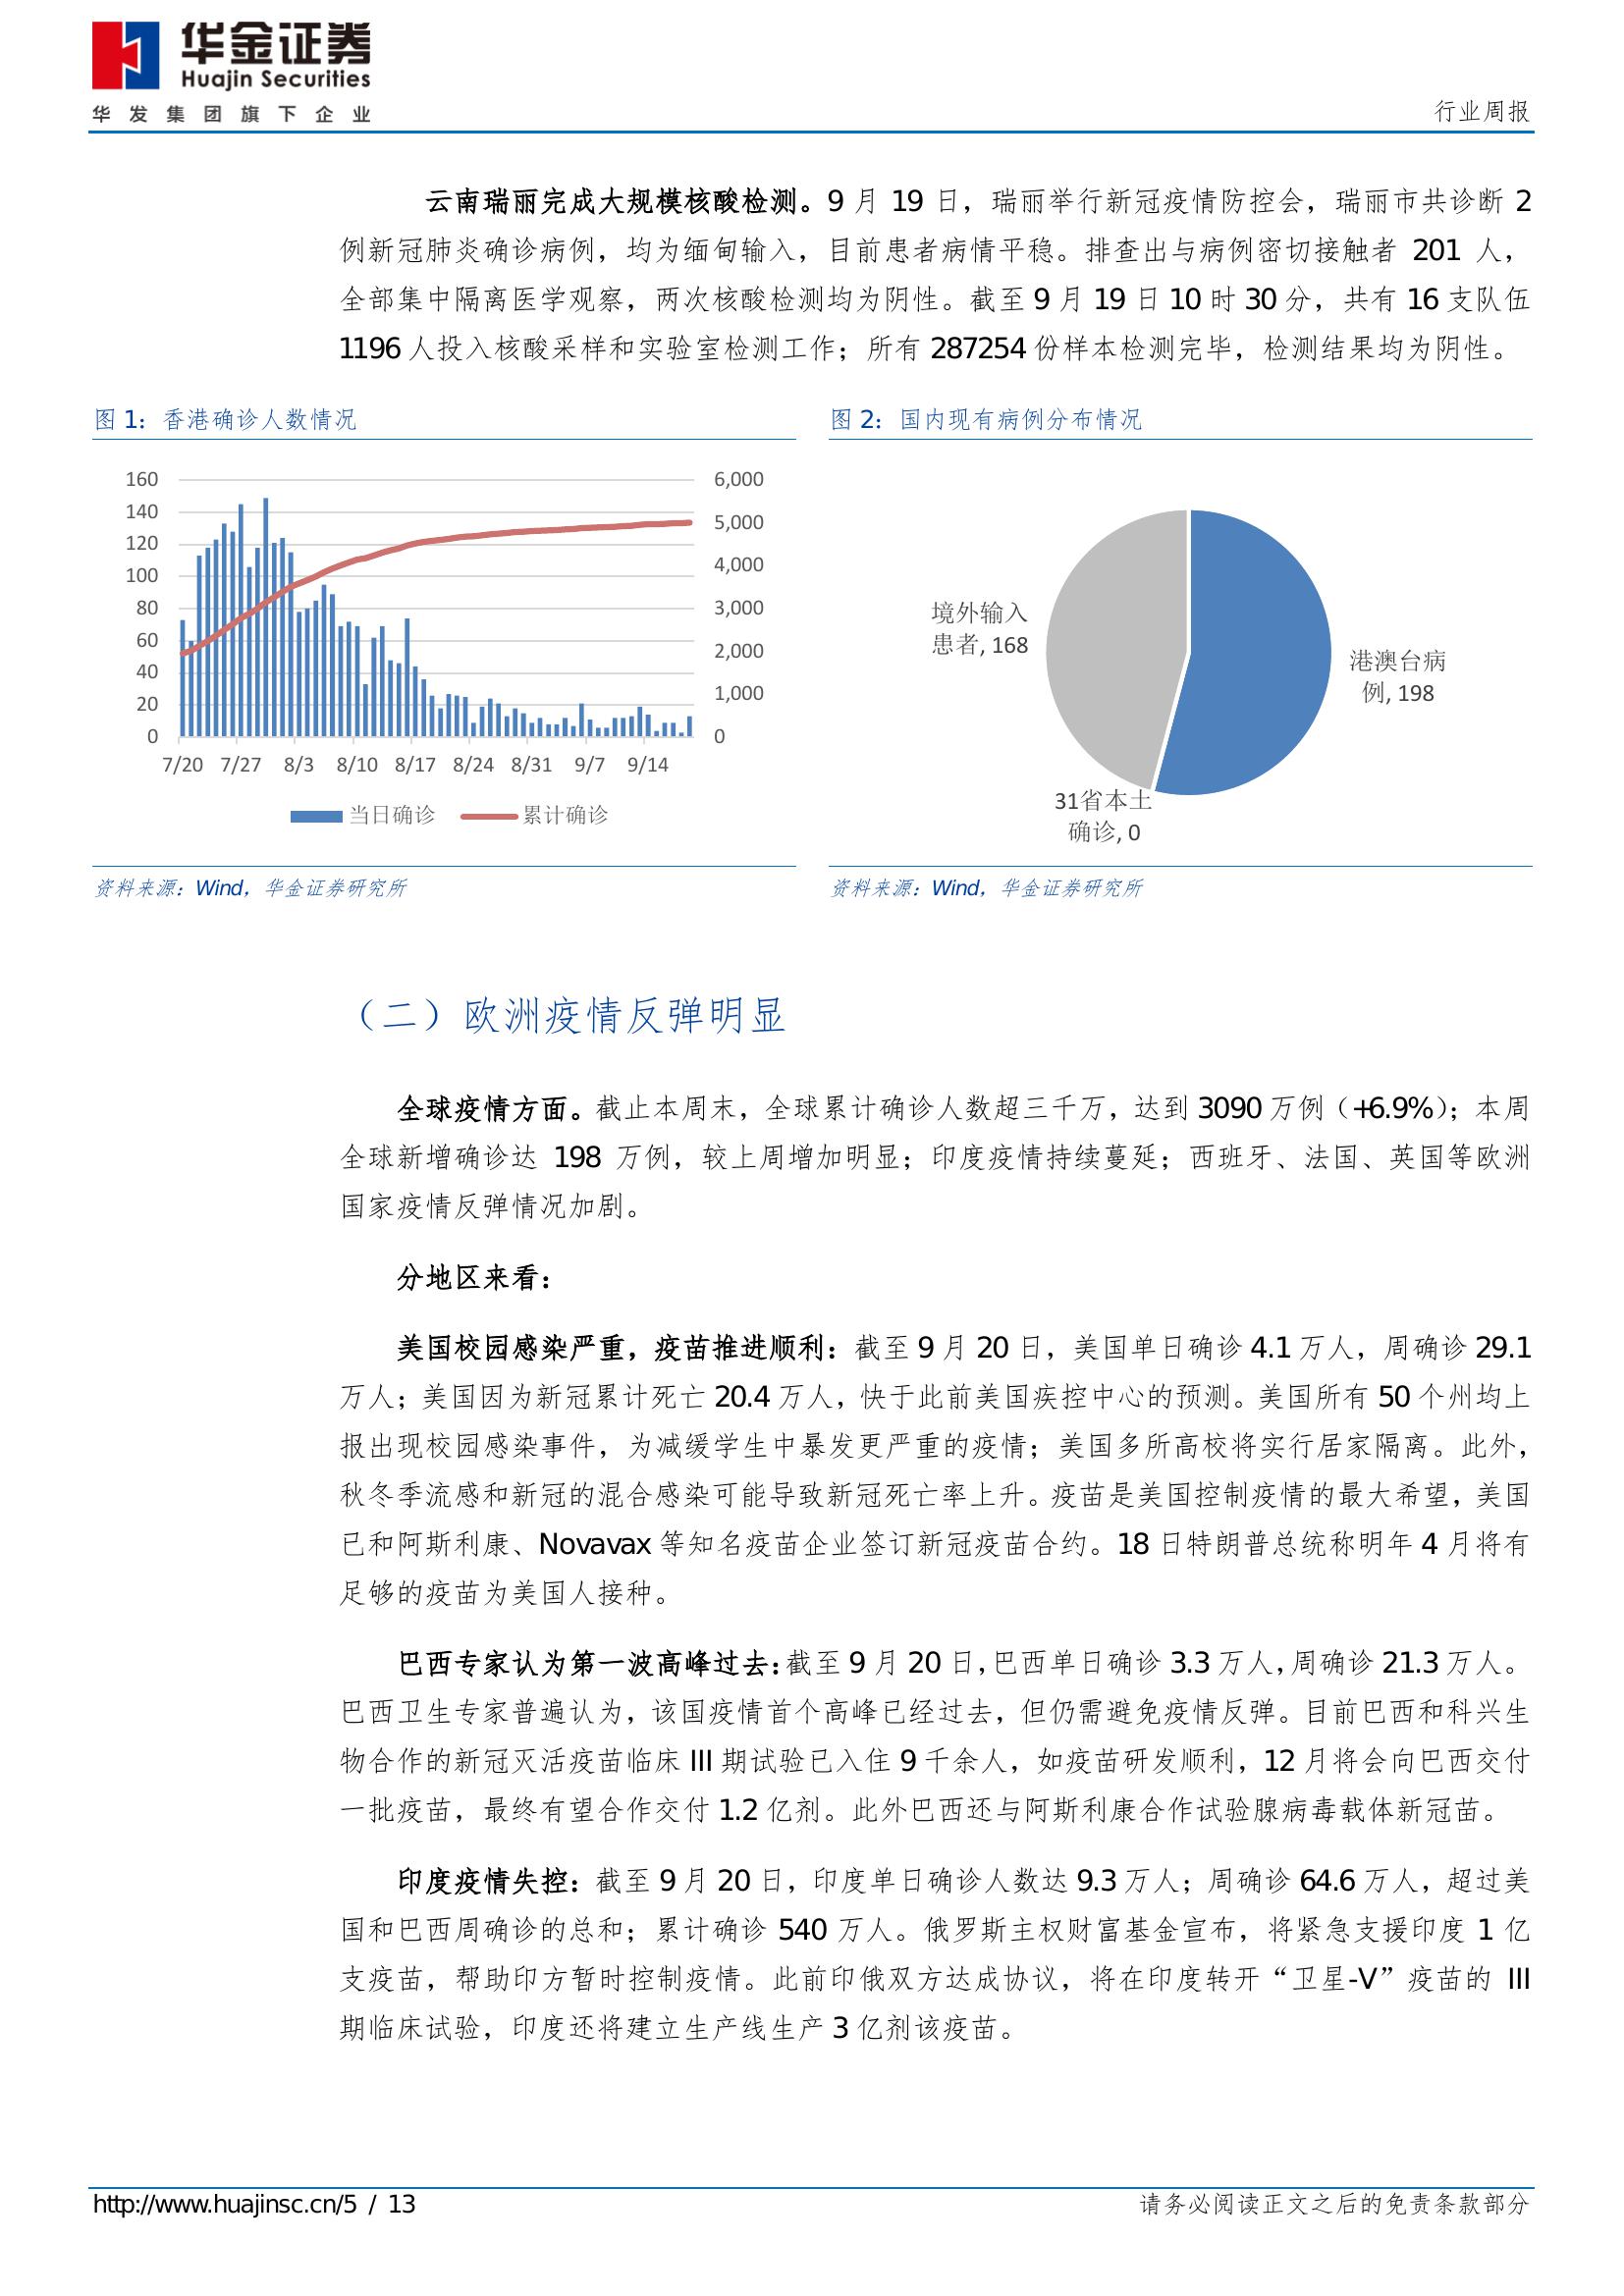 华金证券
Huajin Securities
华发集团旗下企业
行业周报
云南瑞丽完成大规模核酸检测。9 月 19 日，瑞丽举行新冠疫情防控会，瑞丽市共诊断 2
例新冠肺炎确诊病例，均为缅甸输入，目前患者病情平稳。排查出与病例密切接触者 201 人，
全部集中隔离医学观察，两次核酸检测均为阴性。截至 9 月 19 日 10 时 30 分，共有 16 支队伍
1196 人投入核酸采样和实验室检测工作；所有 287254 份样本检测完毕，检测结果均为阴性。
图 1：香港确诊人数情况
160
140
120
100
80
60
40
20
0
6,000
5,000
4,000
3,000
2,000
1,000
0
7/20 7/27 8/3 8/10 8/17 8/24 8/31 9/7 9/14
当日确诊 累计确诊
资料来源：Wind，华金证券研究所
图 2：国内现有病例分布情况
境外输入
患者, 168
港澳台病
例, 198
31省本土
确诊, 0
资料来源：Wind，华金证券研究所
（二）欧洲疫情反弹明显
全球疫情方面。截止本周末，全球累计确诊人数超三千万，达到 3090 万例（+6.9%）；本周
全球新增确诊达 198 万例，较上周增加明显；印度疫情持续蔓延；西班牙、法国、英国等欧洲
国家疫情反弹情况加剧。
分地区来看：
美国校园感染严重，疫苗推进顺利：截至 9 月 20 日，美国单日确诊 4.1 万人，周确诊 29.1
万人；美国因为新冠累计死亡 20.4 万人，快于此前美国疾控中心的预测。美国所有 50 个州均上
报出现校园感染事件，为减缓学生中暴发更严重的疫情；美国多所高校将实行居家隔离。此外，
秋冬季流感和新冠的混合感染可能导致新冠死亡率上升。疫苗是美国控制疫情的最大希望，美国
已和阿斯利康、Novavax 等知名疫苗企业签订新冠疫苗合约。18 日特朗普总统称明年 4 月将有
足够的疫苗为美国人接种。
巴西专家认为第一波高峰过去：截至 9 月 20 日，巴西单日确诊 3.3 万人，周确诊 21.3 万人。
巴西卫生专家普遍认为，该国疫情首个高峰已经过去，但仍需避免疫情反弹。目前巴西和科兴生
物合作的新冠灭活疫苗临床 III 期试验已入住 9 千余人，如疫苗研发顺利，12 月将会向巴西交付
一批疫苗，最终有望合作交付 1.2 亿剂。此外巴西还与阿斯利康合作试验腺病毒载体新冠苗。
印度疫情失控：截至 9 月 20 日，印度单日确诊人数达 9.3 万人；周确诊 64.6 万人，超过美
国和巴西周确诊的总和；累计确诊 540 万人。俄罗斯主权财富基金宣布，将紧急支援印度 1 亿
支疫苗，帮助印方暂时控制疫情。此前印俄双方达成协议，将在印度转开“卫星-V”疫苗的 III
期临床试验，印度还将建立生产线生产 3 亿剂该疫苗。
http://www.huajinsc.cn/5 / 13
请务必阅读正文之后的免责条款部分